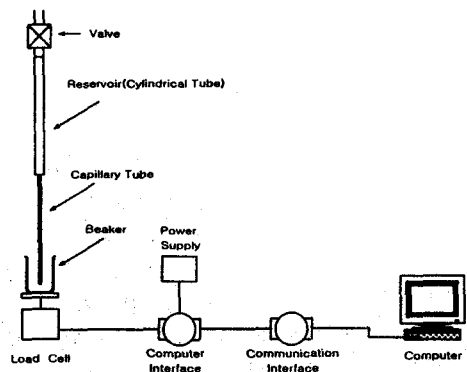 Valve
Reservoir(Cylindrical Tube)
Capillary Tube
Beaker
Power
Supply
Load Cell
Computer
Interface
Communication
Interface
Computer